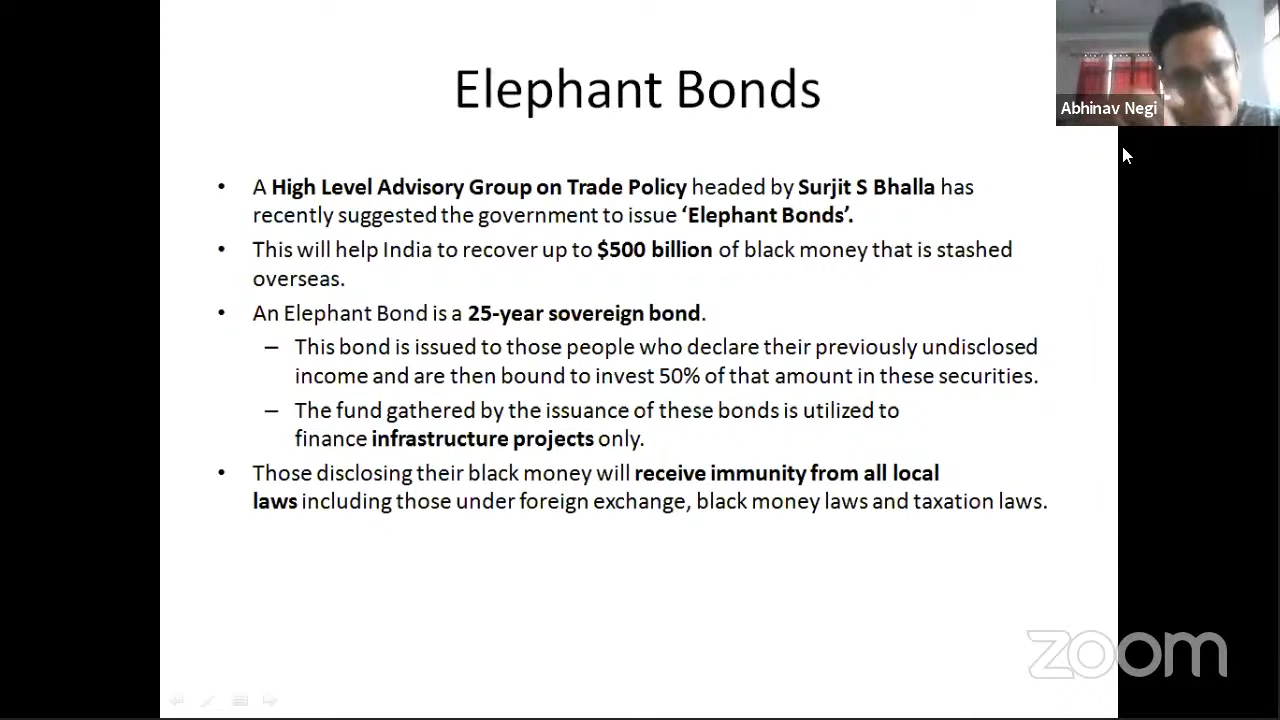 Elephant Bonds
Abhinav Negi
• A High Level Advisory Group on Trade Policy headed by Surjit S Bhalla has
recently suggested the government to issue ‘Elephant Bonds’.
• This will help India to recover up to $500 billion of black money that is stashed
overseas.
• An Elephant Bond is a 25-year sovereign bond.
– This bond is issued to those people who declare their previously undisclosed
income and are then bound to invest 50% of that amount in these securities.
– The fund gathered by the issuance of these bonds is utilized to
finance infrastructure projects only.
• Those disclosing their black money will receive immunity from all local
laws including those under foreign exchange, black money laws and taxation laws.
zoom